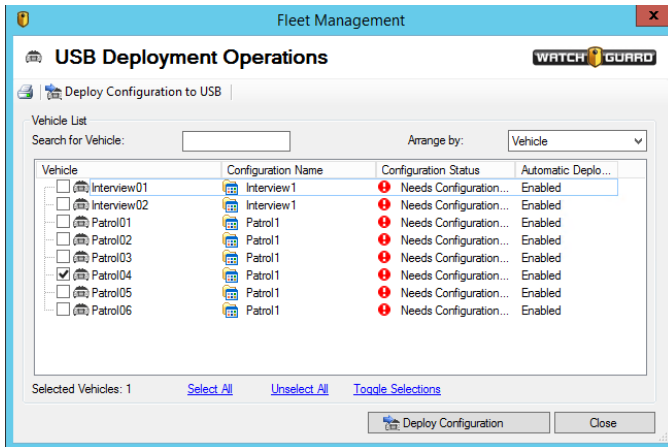 Fleet Management
x
USB Deployment Operations
WATCH GUARD
Deploy Configuration to USB
Vehicle List
Search for Vehicle:
Arrange by:
Vehicle
Vehicle Configuration Name Configuration Status Automatic Deplo...
Interview01 Interview1 Needs Configuration... Enabled
Interview02 Interview1 Needs Configuration... Enabled
Patrol01 Patrol1 Needs Configuration... Enabled
Patrol02 Patrol1 Needs Configuration... Enabled
Patrol03 Patrol1 Needs Configuration... Enabled
Patrol04 Patrol1 Needs Configuration... Enabled
Patrol05 Patrol1 Needs Configuration... Enabled
Patrol06 Patrol1 Needs Configuration... Enabled
Selected Vehicles: 1 Select All Unselect All Toggle Selections
Deploy Configuration Close